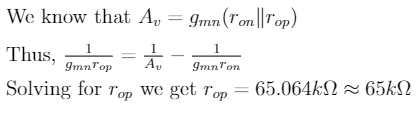 We know that $A_v = g_{mn}(r_{on} \| r_{op})$
Thus, $\frac{1}{g_{mn}r_{op}} = \frac{1}{A_v} - \frac{1}{g_{mn}r_{on}}$
Solving for $r_{op}$ we get $r_{op} = 65.064k\Omega \approx 65k\Omega$